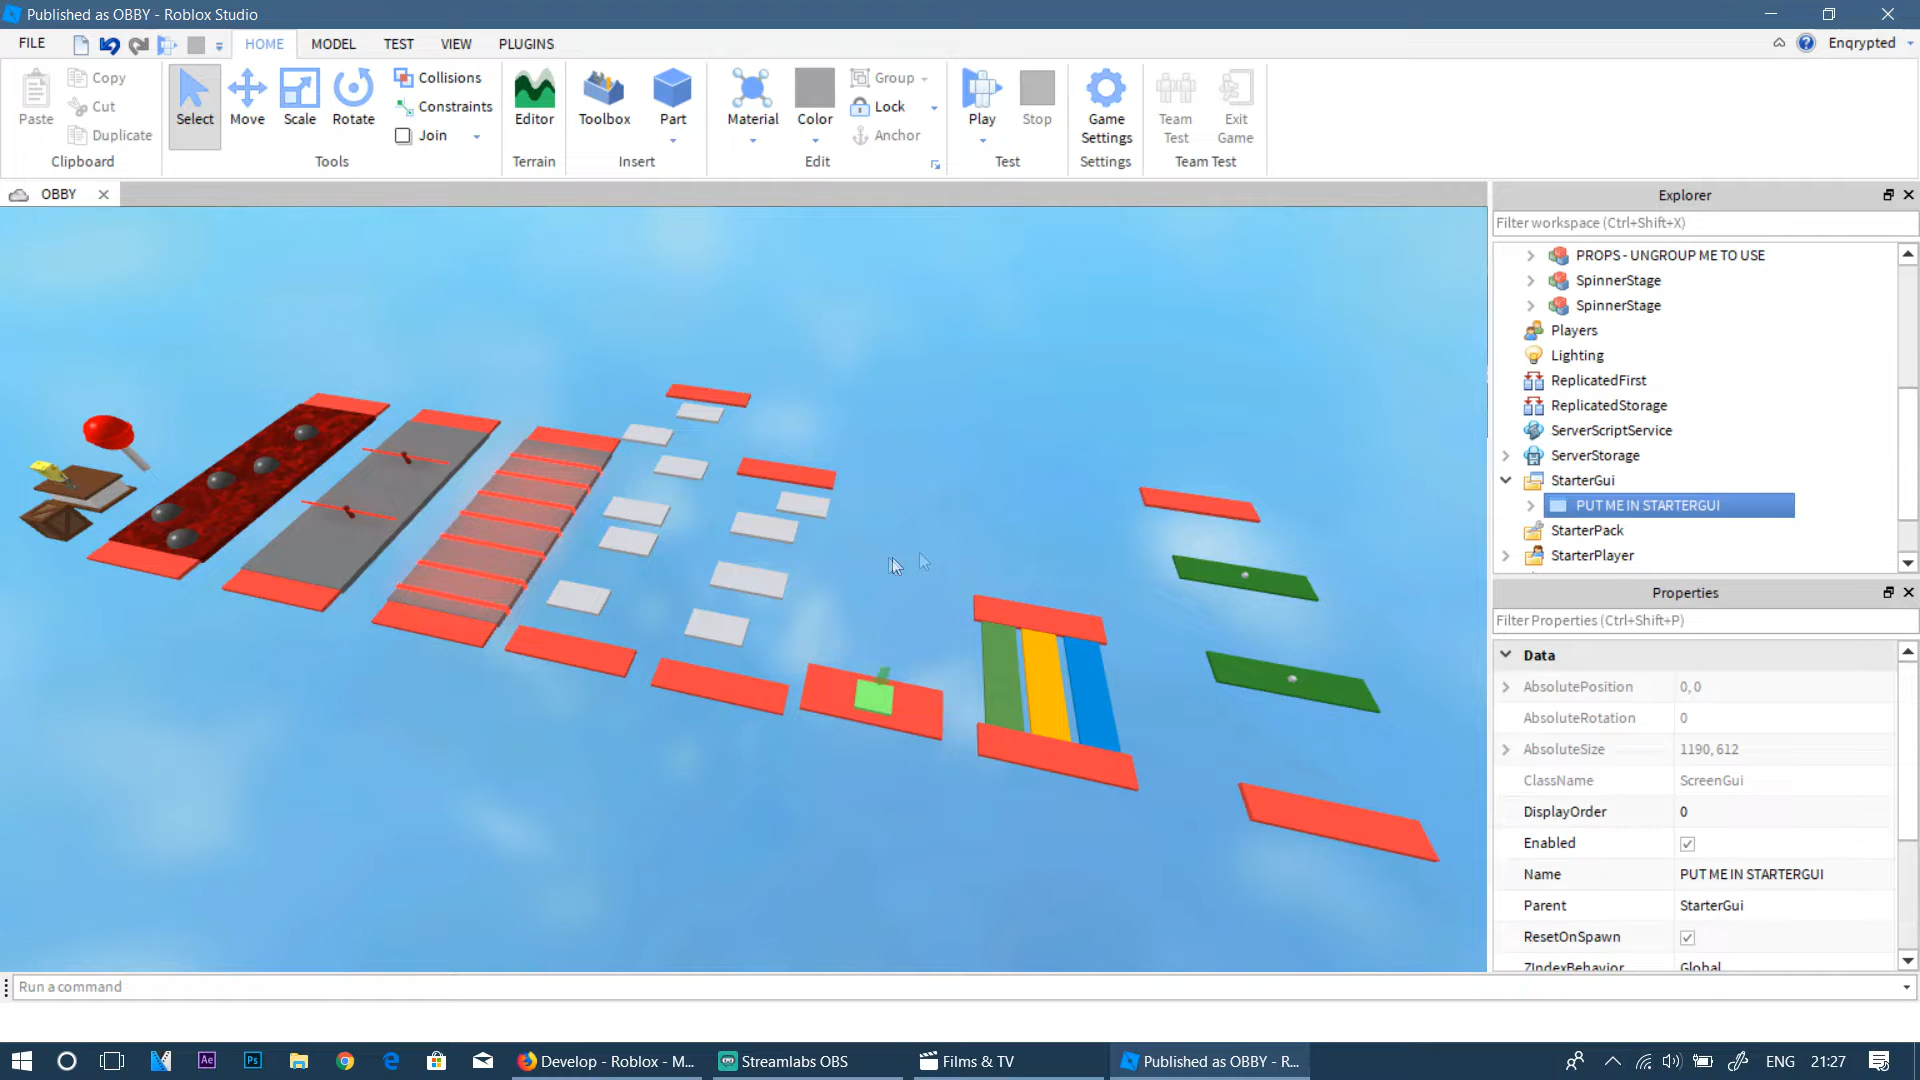 Published as OBBY - Roblox Studio
FILE HOME MODEL TEST VIEW PLUGINS Enqrypted
Paste Copy Cut Duplicate
Select Move Scale Rotate
Collisions
Constraints
Join
Editor Toolbox Part
Material Color
Group
Lock
Anchor
Play Stop
Game Settings
Team Test
Exit Game
Clipboard Tools Terrain Insert Edit Test Settings Team Test
OBBY
Explorer
Filter workspace (Ctrl+Shift+X)
PROPS - UNGROUP ME TO USE
SpinnerStage
SpinnerStage
Players
Lighting
ReplicatedFirst
ReplicatedStorage
ServerScriptService
ServerStorage
StarterGui
PUT ME IN STARTERGUI
StarterPack
StarterPlayer
Properties
Filter Properties (Ctrl+Shift+P)
Data
AbsolutePosition 0, 0
AbsoluteRotation 0
AbsoluteSize 1190, 612
ClassName ScreenGui
DisplayOrder 0
Enabled
Name PUT ME IN STARTERGUI
Parent StarterGui
ResetOnSpawn
ZIndexBehavior Global
Run a command
Ae Ps Develop - Roblox - M... Streamlabs OBS Films & TV Published as OBBY - R... ENG 21:27